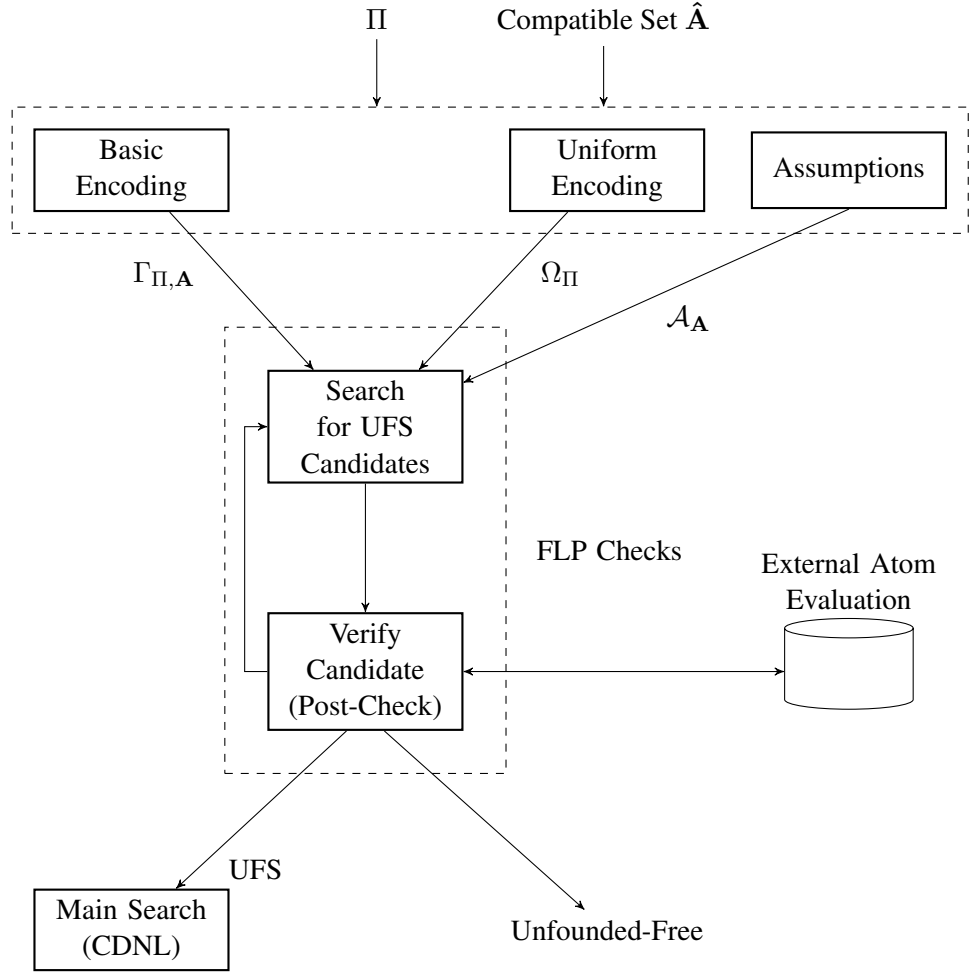 Π
Compatible Set Â
Basic
Encoding
Uniform
Encoding
Assumptions
Γ_Π,A
Ω_Π
𝒜_A
Search
for UFS
Candidates
FLP Checks
External Atom
Evaluation
Verify
Candidate
(Post-Check)
UFS
Main Search
(CDNL)
Unfounded-Free